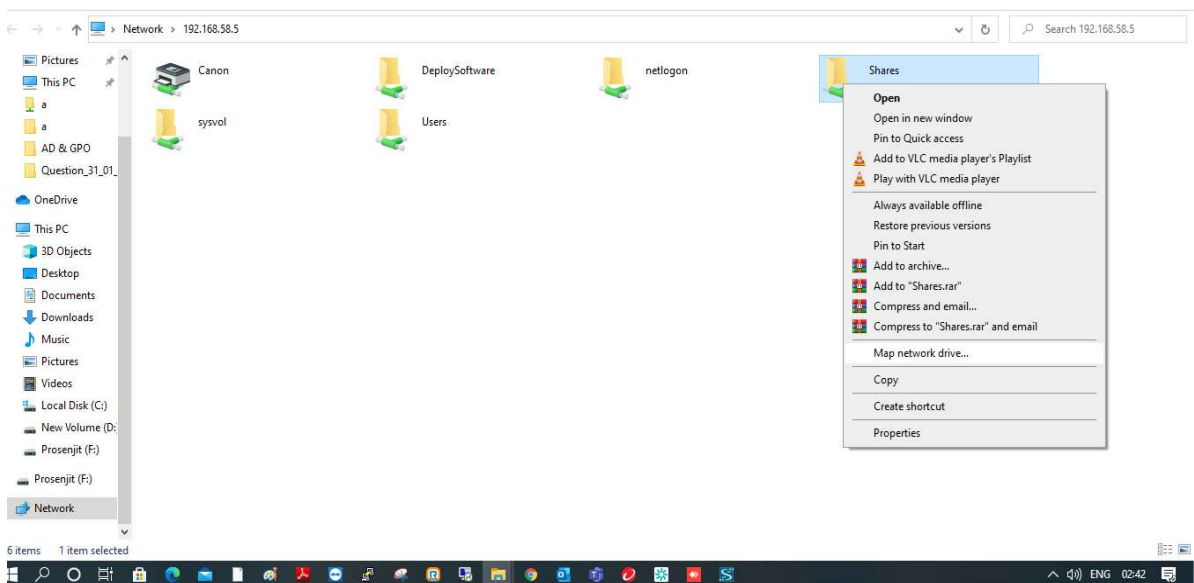 Network > 192.168.58.5
Search 192.168.58.5
Pictures
This PC
a
a
AD & GPO
Question_31_01_
OneDrive
This PC
3D Objects
Desktop
Documents
Downloads
Music
Pictures
Videos
Local Disk (C:)
New Volume (D:
Prosenjit (F:)
Prosenjit (F:)
Network
Canon
DeploySoftware
netlogon
Shares
sysvol
Users
Open
Open in new window
Pin to Quick access
Add to VLC media player's Playlist
Play with VLC media player
Always available offline
Restore previous versions
Pin to Start
Add to archive...
Add to "Shares.rar"
Compress and email...
Compress to "Shares.rar" and email
Map network drive...
Copy
Create shortcut
Properties
6 items 1 item selected
ENG 02:42